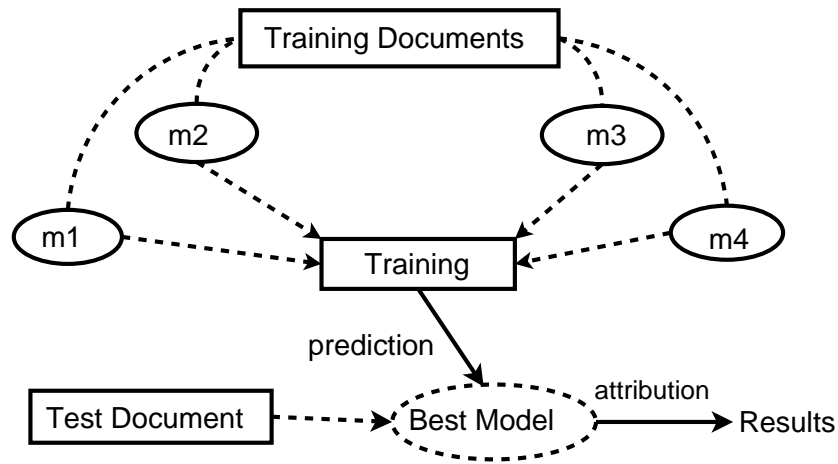 Training Documents
m2
m3
m1
m4
Training
prediction
attribution
Test Document
Best Model
Results